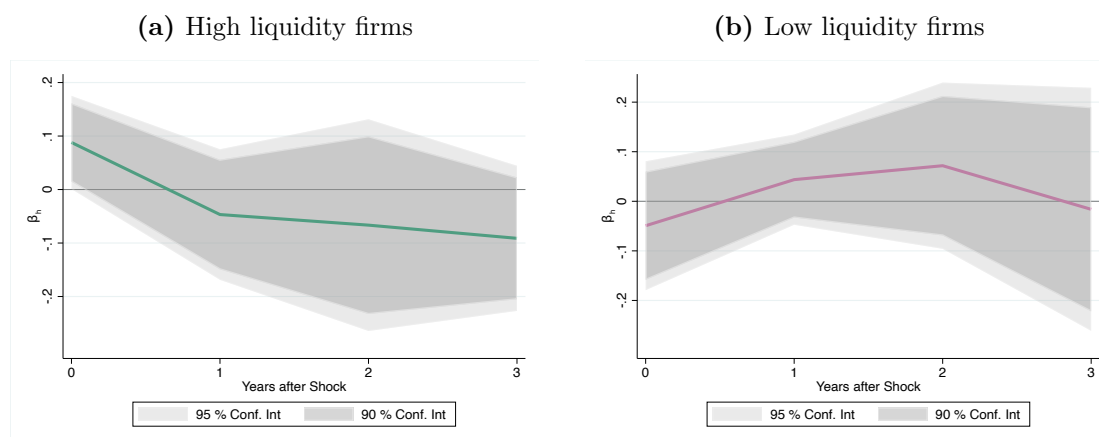 (a) High liquidity firms
.2
.1
0
-.1
-.2
βh
0 1 2 3
Years after Shock
95 % Conf. Int 90 % Conf. Int
(b) Low liquidity firms
.2
.1
0
-.1
-.2
βh
0 1 2 3
Years after Shock
95 % Conf. Int 90 % Conf. Int